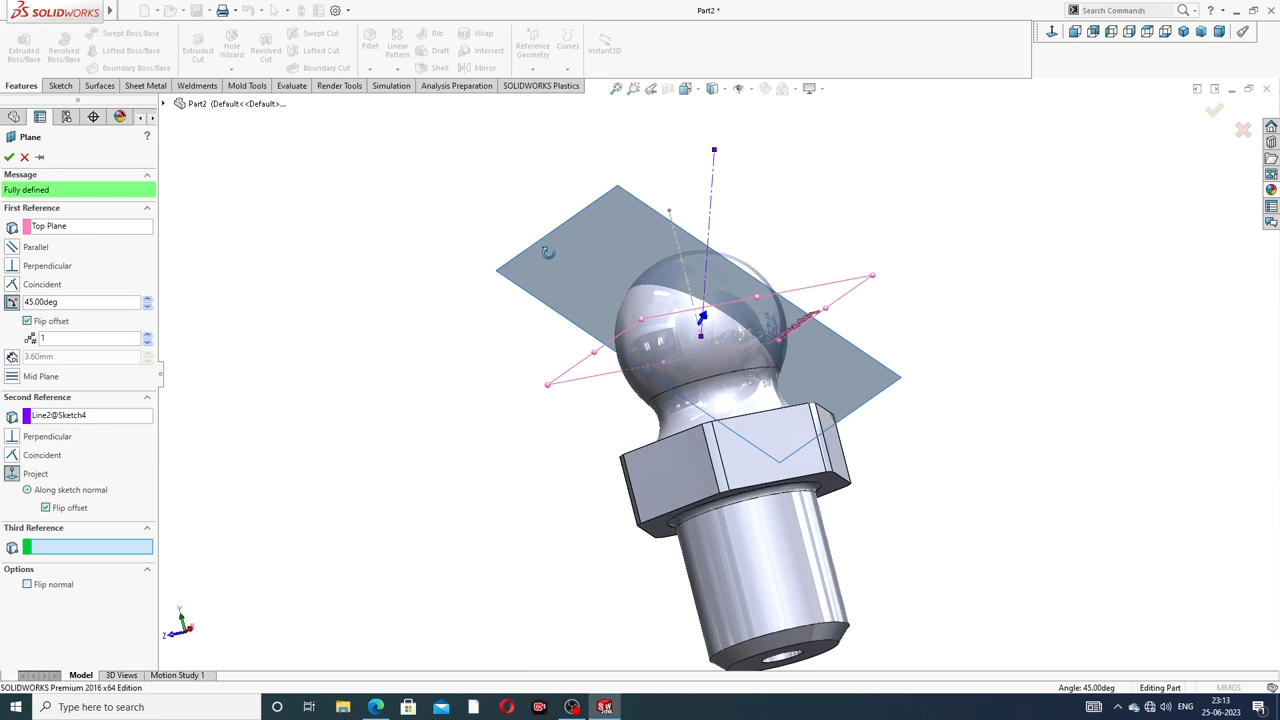 SOLIDWORKS
Part2 *
Search Commands
Extruded Boss/Base
Revolved Boss/Base
Swept Boss/Base
Lofted Boss/Base
Boundary Boss/Base
Extruded Cut
Hole Wizard
Revolved Cut
Swept Cut
Lofted Cut
Boundary Cut
Fillet
Linear Pattern
Rib
Draft
Shell
Wrap
Intersect
Mirror
Reference Geometry
Curves
Instant3D
Features
Sketch
Surfaces
Sheet Metal
Weldments
Mold Tools
Evaluate
Render Tools
Simulation
Analysis Preparation
SOLIDWORKS Plastics
Part2 (Default<<Default>...
Plane
Message
Fully defined
First Reference
Top Plane
Parallel
Perpendicular
Coincident
45.00deg
Flip offset
1
3.60mm
Mid Plane
Second Reference
Line2@Sketch4
Perpendicular
Coincident
Project
Along sketch normal
Flip offset
Third Reference
Options
Flip normal
Y
Z
Model
3D Views
Motion Study 1
SOLIDWORKS Premium 2016 x64 Edition
Angle: 45.00deg
Editing Part
MMGS
Type here to search
23:13
25-06-2023